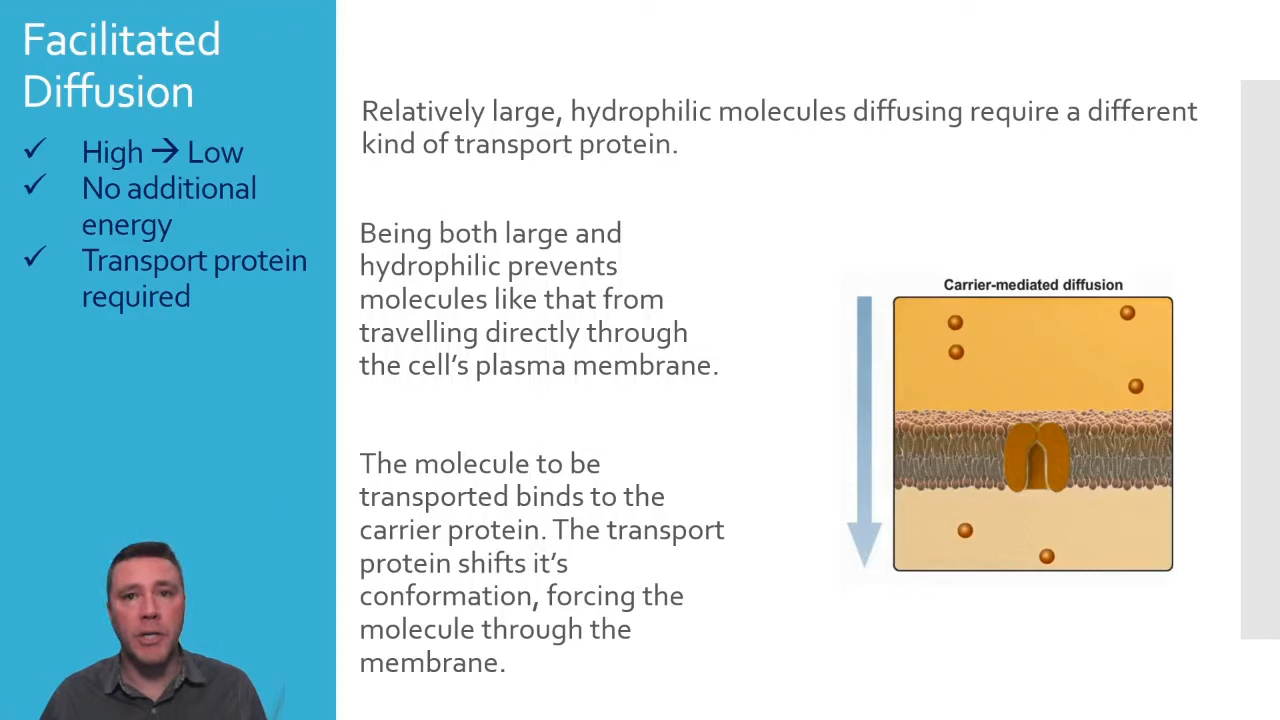 Facilitated
Diffusion
✓ High → Low
✓ No additional
energy
✓ Transport protein
required
Relatively large, hydrophilic molecules diffusing require a different
kind of transport protein.
Being both large and
hydrophilic prevents
molecules like that from
travelling directly through
the cell’s plasma membrane.
The molecule to be
transported binds to the
carrier protein. The transport
protein shifts it’s
conformation, forcing the
molecule through the
membrane.
Carrier-mediated diffusion